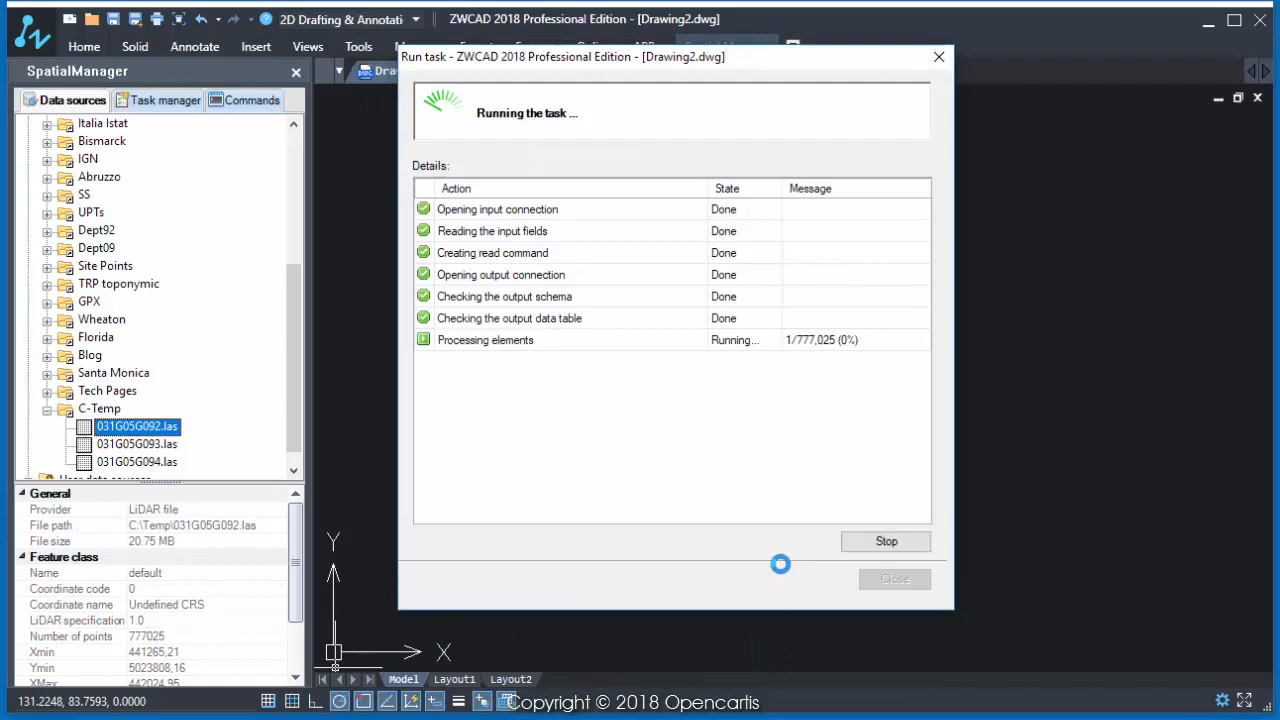 2D Drafting & Annotati
ZWCAD 2018 Professional Edition - [Drawing2.dwg]
Home
Solid
Annotate
Insert
Views
Tools
Run task - ZWCAD 2018 Professional Edition - [Drawing2.dwg]
SpatialManager
Data sources
Task manager
Commands
Running the task ...
Italia Istat
Bismarck
IGN
Abruzzo
SS
UPTs
Dept92
Dept09
Site Points
TRP toponymic
GPX
Wheaton
Florida
Blog
Santa Monica
Tech Pages
C-Temp
031G05G092.las
031G05G093.las
031G05G094.las
User data sources
Details:
Action State Message
Opening input connection Done
Reading the input fields Done
Creating read command Done
Opening output connection Done
Checking the output schema Done
Checking the output data table Done
Processing elements Running... 1/777,025 (0%)
Stop
Close
General
Provider LiDAR file
File path C:\Temp\031G05G092.las
File size 20.75 MB
Feature class
Name default
Coordinate code 0
Coordinate name Undefined CRS
LiDAR specification 1.0
Number of points 777025
Xmin 441265,21
Ymin 5023808,16
XMax 442024,95
Y
X
Model
Layout1
Layout2
131.2248, 83.7593, 0.0000
Copyright © 2018 Opencartis